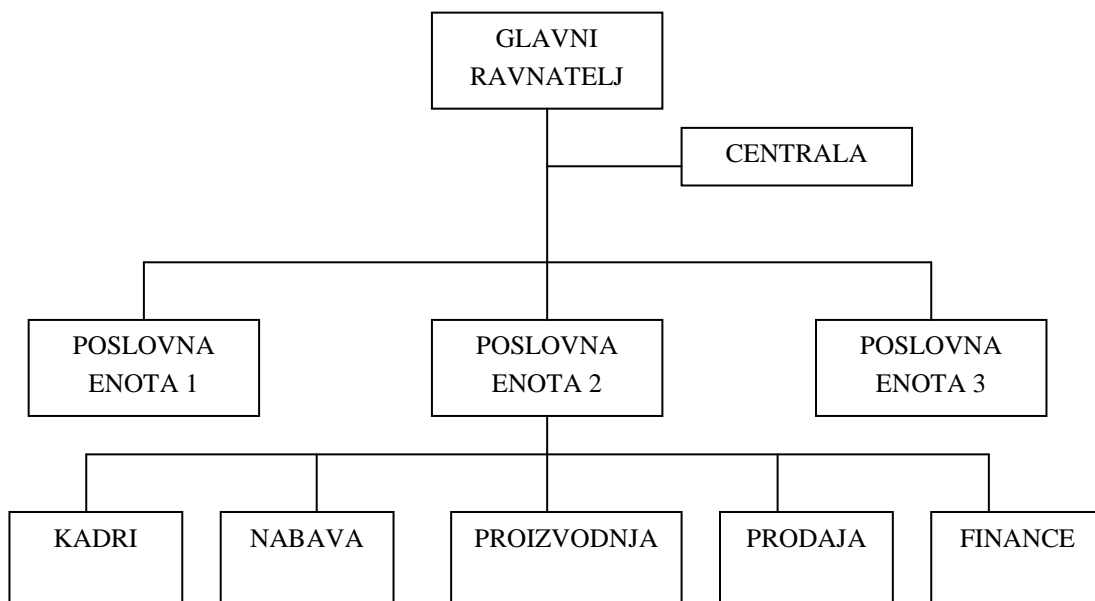 GLAVNI
RAVNATELJ
CENTRALA
POSLOVNA
ENOTA 1
POSLOVNA
ENOTA 2
POSLOVNA
ENOTA 3
KADRI
NABAVA
PROIZVODNJA
PRODAJA
FINANCE